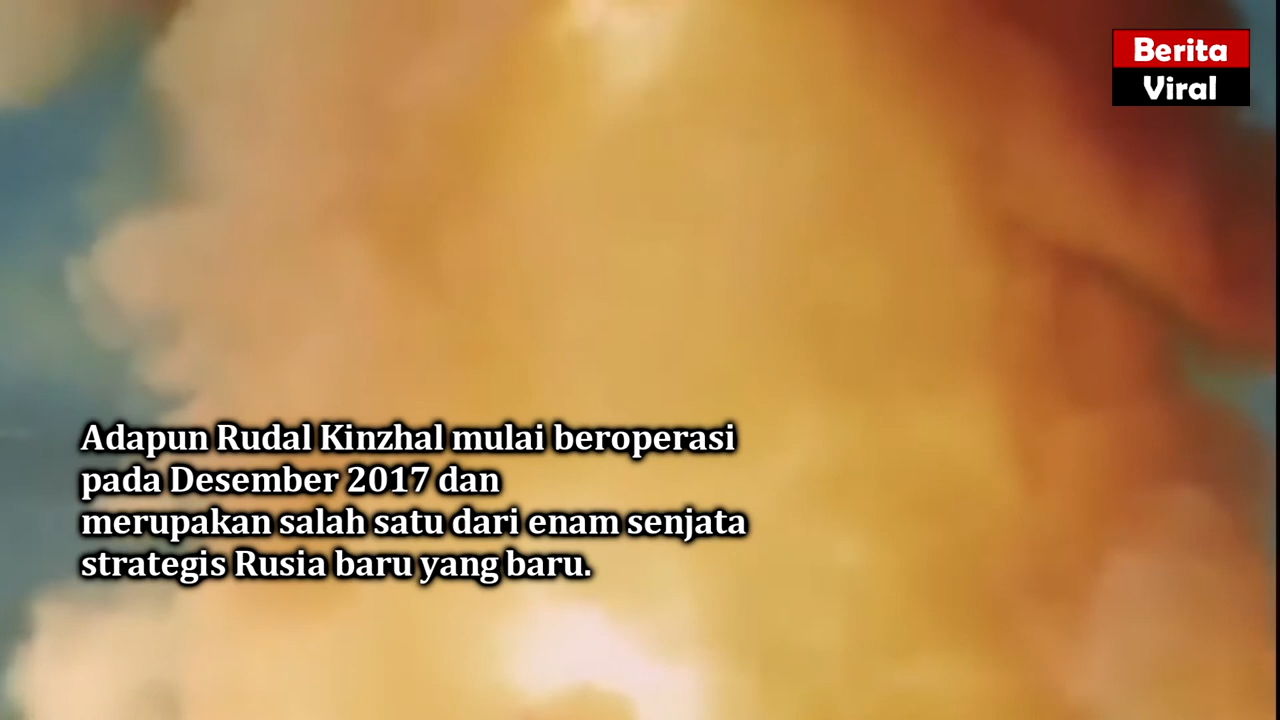 Berita
Viral
Adapun Rudal Kinzhal mulai beroperasi
pada Desember 2017 dan
merupakan salah satu dari enam senjata
strategis Rusia baru yang baru.